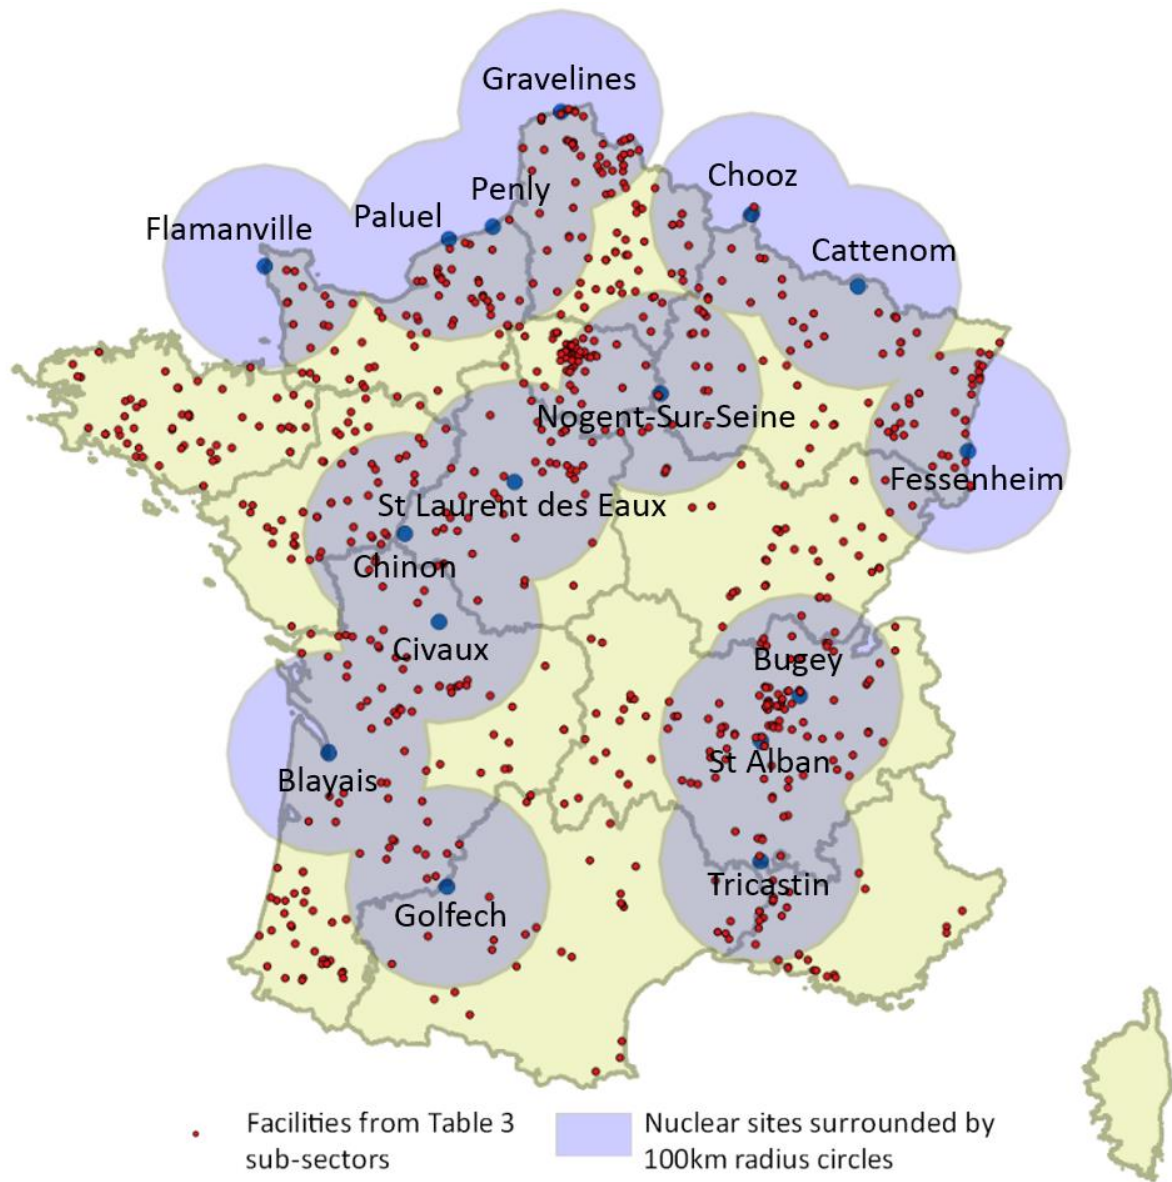 Gravelines
Chooz
Penly
Paluel
Flamanville
Cattenom
Nogent-Sur-Seine
Fessenheim
St Laurent des Eaux
Chinon
Civaux
Bugey
St Alban
Blayais
Tricastin
Golfech
Facilities from Table 3
sub-sectors
Nuclear sites surrounded by
100km radius circles